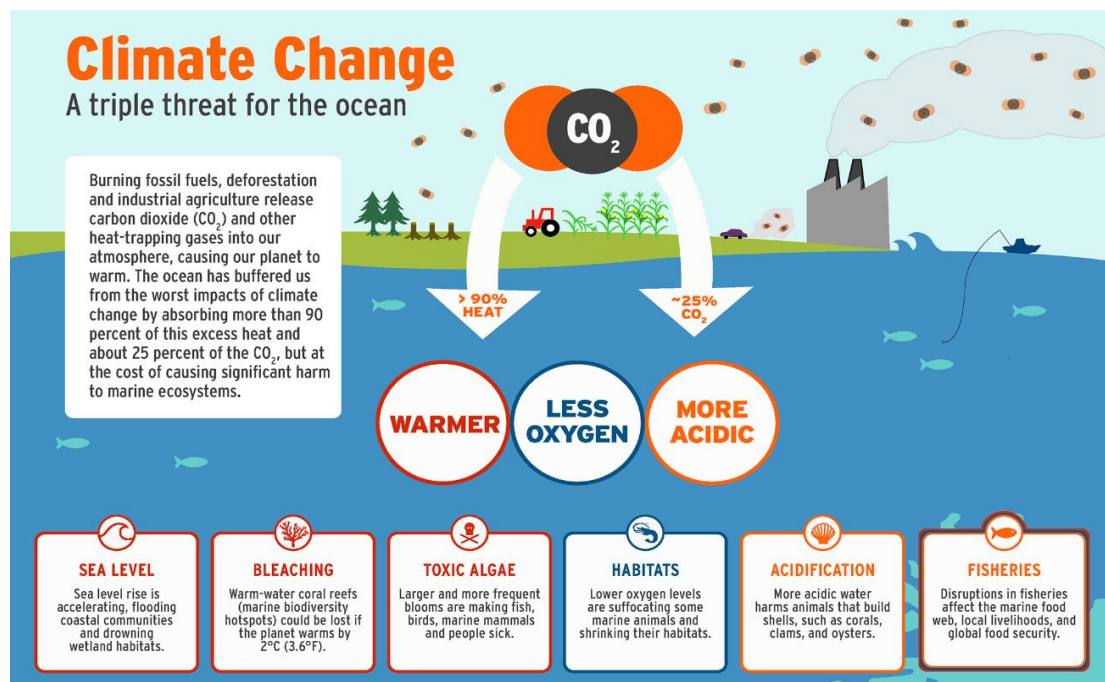 Climate Change
A triple threat for the ocean
CO₂
Burning fossil fuels, deforestation
and industrial agriculture release
carbon dioxide (CO₂) and other
heat-trapping gases into our
atmosphere, causing our planet to
warm. The ocean has buffered us
from the worst impacts of climate
change by absorbing more than 90
percent of this excess heat and
about 25 percent of the CO₂, but at
the cost of causing significant harm
to marine ecosystems.
> 90%
HEAT
~25%
CO₂
WARMER
LESS
OXYGEN
MORE
ACIDIC
SEA LEVEL
Sea level rise is
accelerating, flooding
coastal communities
and drowning
wetland habitats.
BLEACHING
Warm-water coral reefs
(marine biodiversity
hotspots) could be lost if
the planet warms by
2°C (3.6°F).
TOXIC ALGAE
Larger and more frequent
blooms are making fish,
birds, marine mammals
and people sick.
HABITATS
Lower oxygen levels
are suffocating some
marine animals and
shrinking their habitats.
ACIDIFICATION
More acidic water
harms animals that build
shells, such as corals,
clams, and oysters.
FISHERIES
Disruptions in fisheries
affect the marine food
web, local livelihoods, and
global food security.